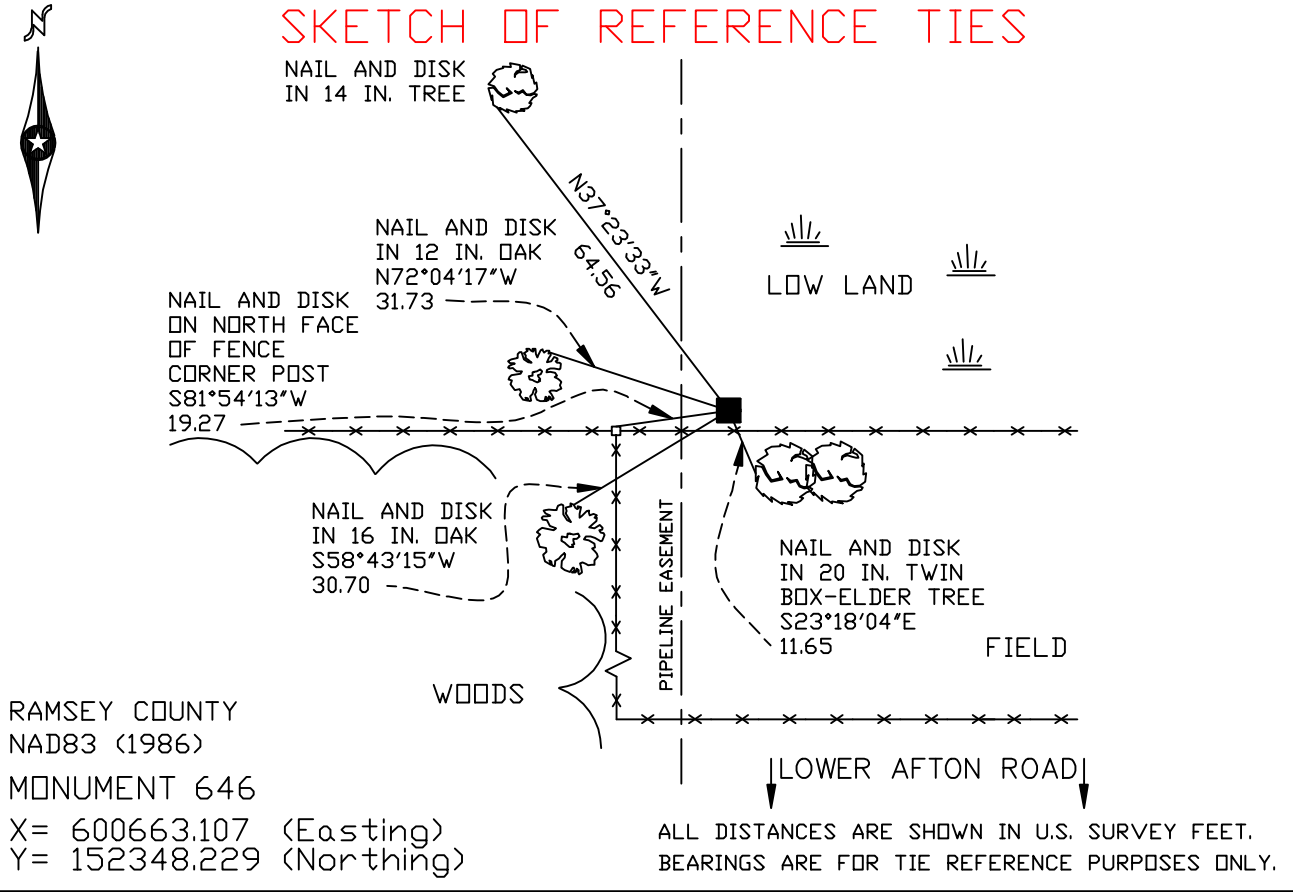 N
SKETCH OF REFERENCE TIES
NAIL AND DISK
IN 14 IN. TREE
N37°23'33"W
64.56
NAIL AND DISK
IN 12 IN. OAK
N72°04'17"W
31.73
LOW LAND
NAIL AND DISK
ON NORTH FACE
OF FENCE
CORNER POST
S81°54'13"W
19.27
NAIL AND DISK
IN 16 IN. OAK
S58°43'15"W
30.70
PIPELINE EASEMENT
NAIL AND DISK
IN 20 IN. TWIN
BOX-ELDER TREE
S23°18'04"E
11.65
FIELD
WOODS
RAMSEY COUNTY
NAD83 (1986)
MONUMENT 646
X= 600663.107 (Easting)
Y= 152348.229 (Northing)
LOWER AFTON ROAD
ALL DISTANCES ARE SHOWN IN U.S. SURVEY FEET.
BEARINGS ARE FOR TIE REFERENCE PURPOSES ONLY.